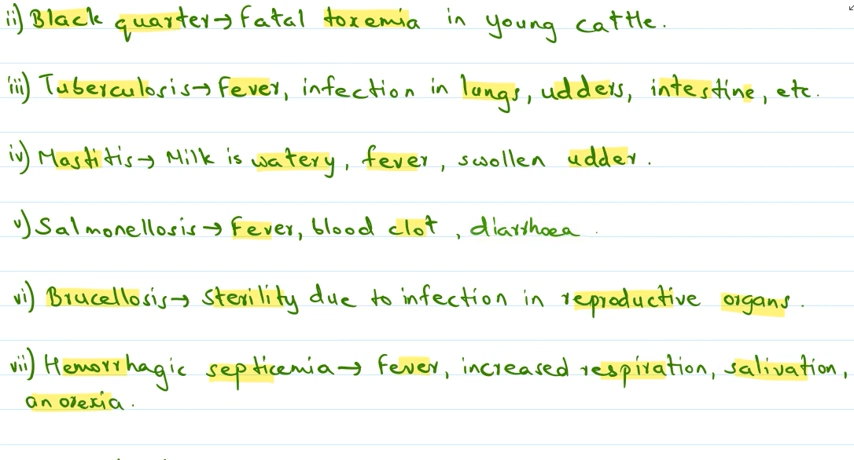 ii) Black quarter → Fatal toxemia in young cattle.
iii) Tuberculosis → Fever, infection in lungs, udders, intestine, etc.
iv) Mastitis → Milk is watery, fever, swollen udder.
v) Salmonellosis → Fever, blood clot, diarrhoea.
vi) Brucellosis → Sterility due to infection in reproductive organs.
vii) Hemorrhagic septicemia → Fever, increased respiration, salivation,
anorexia.